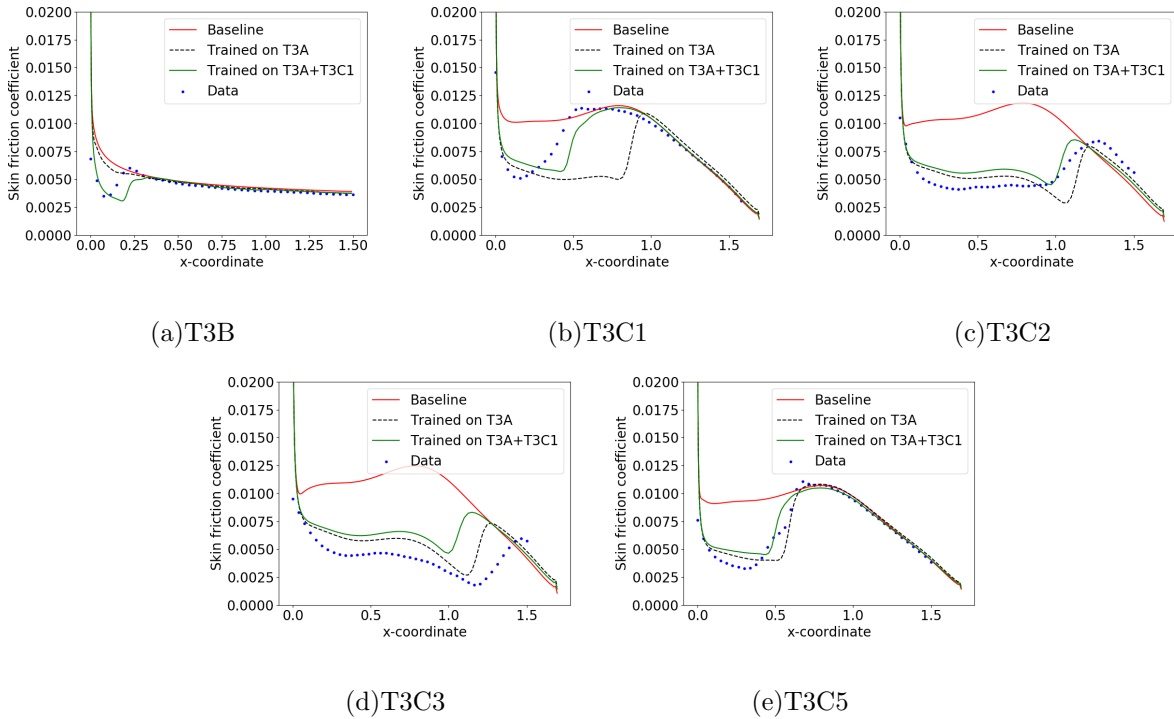 0.0200
0.0175
0.0150
0.0125
0.0100
0.0075
0.0050
0.0025
0.0000
Skin friction coefficient
Baseline
Trained on T3A
Trained on T3A+T3C1
Data
0.00 0.25 0.50 0.75 1.00 1.25 1.50
x-coordinate
(a)T3B
0.0200
0.0175
0.0150
0.0125
0.0100
0.0075
0.0050
0.0025
0.0000
Skin friction coefficient
Baseline
Trained on T3A
Trained on T3A+T3C1
Data
0.0 0.5 1.0 1.5
x-coordinate
(b)T3C1
0.0200
0.0175
0.0150
0.0125
0.0100
0.0075
0.0050
0.0025
0.0000
Skin friction coefficient
Baseline
Trained on T3A
Trained on T3A+T3C1
Data
0.0 0.5 1.0 1.5
x-coordinate
(c)T3C2
0.0200
0.0175
0.0150
0.0125
0.0100
0.0075
0.0050
0.0025
0.0000
Skin friction coefficient
Baseline
Trained on T3A
Trained on T3A+T3C1
Data
0.0 0.5 1.0 1.5
x-coordinate
(d)T3C3
0.0200
0.0175
0.0150
0.0125
0.0100
0.0075
0.0050
0.0025
0.0000
Skin friction coefficient
Baseline
Trained on T3A
Trained on T3A+T3C1
Data
0.0 0.5 1.0 1.5
x-coordinate
(e)T3C5